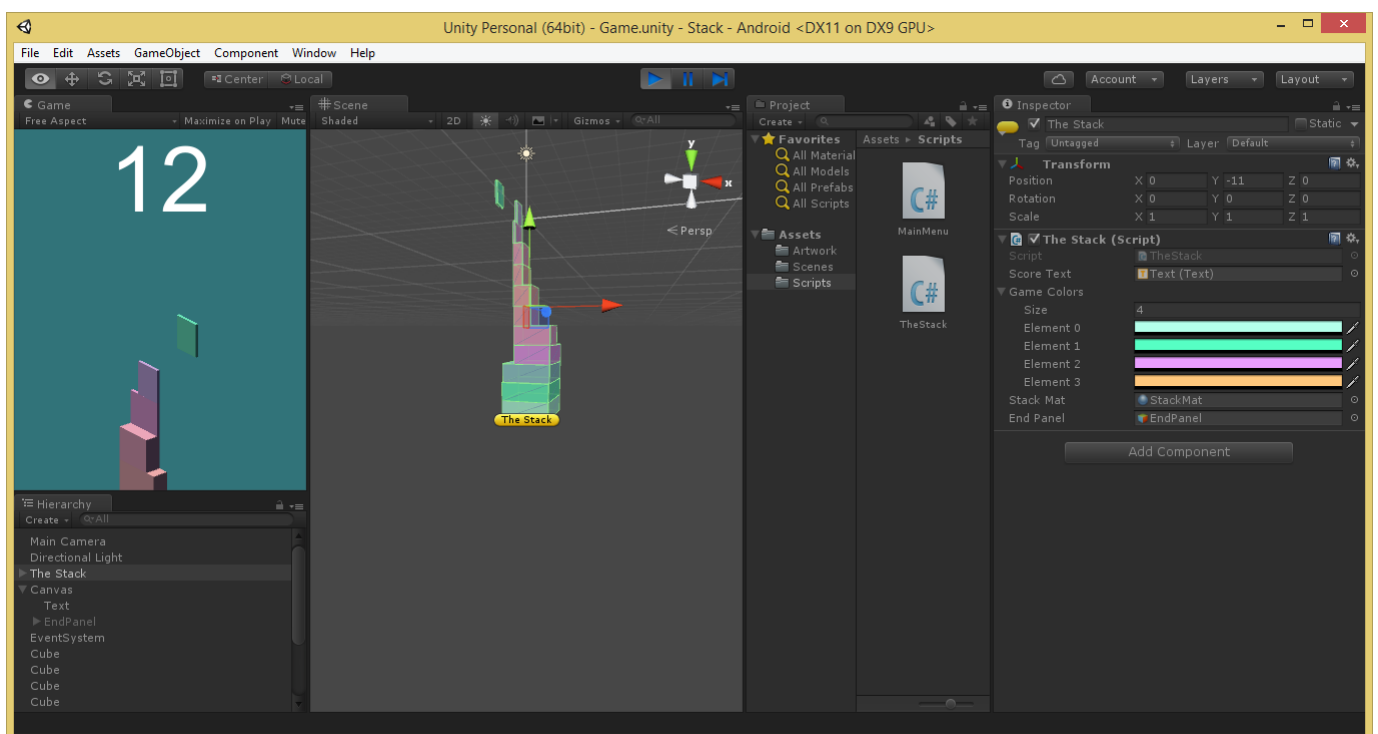 Unity Personal (64bit) - Game.unity - Stack - Android <DX11 on DX9 GPU>
File Edit Assets GameObject Component Window Help
Center Local Account Layers Layout
Game
Free Aspect Maximize on Play Mute
12
Scene
Shaded 2D Gizmos All
y
x
Persp
The Stack
Project
Create
Favorites
All Material
All Models
All Prefabs
All Scripts
Assets
Artwork
Scenes
Scripts
Assets Scripts
C#
MainMenu
C#
TheStack
Inspector
The Stack Static
Tag Untagged Layer Default
Transform
Position X 0 Y -11 Z 0
Rotation X 0 Y 0 Z 0
Scale X 1 Y 1 Z 1
The Stack (Script)
Script TheStack
Score Text Text (Text)
Game Colors
Size 4
Element 0
Element 1
Element 2
Element 3
Stack Mat StackMat
End Panel EndPanel
Add Component
Hierarchy
Create All
Main Camera
Directional Light
The Stack
Canvas
Text
EndPanel
EventSystem
Cube
Cube
Cube
Cube